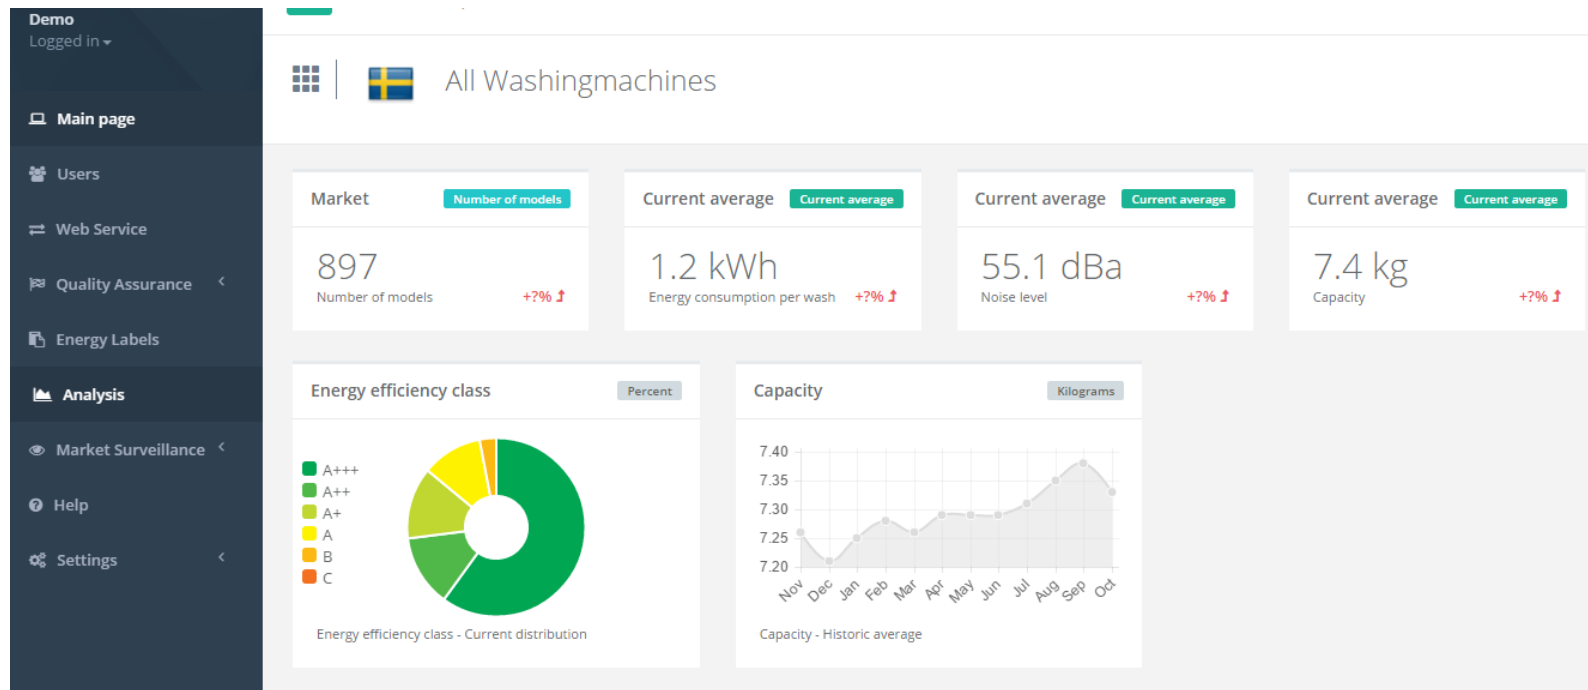 Demo
Logged in
Main page
Users
Web Service
Quality Assurance
Energy Labels
Analysis
Market Surveillance
Help
Settings
All Washingmachines
Market Number of models
897
Number of models +?%
Current average Current average
1.2 kWh
Energy consumption per wash +?%
Current average Current average
55.1 dBa
Noise level +?%
Current average Current average
7.4 kg
Capacity +?%
Energy efficiency class Percent
A+++
A++
A+
A
B
C
Energy efficiency class - Current distribution
Capacity Kilograms
7.40
7.35
7.30
7.25
7.20
Nov Dec Jan Feb Mar Apr May Jun Jul Aug Sep Oct
Capacity - Historic average